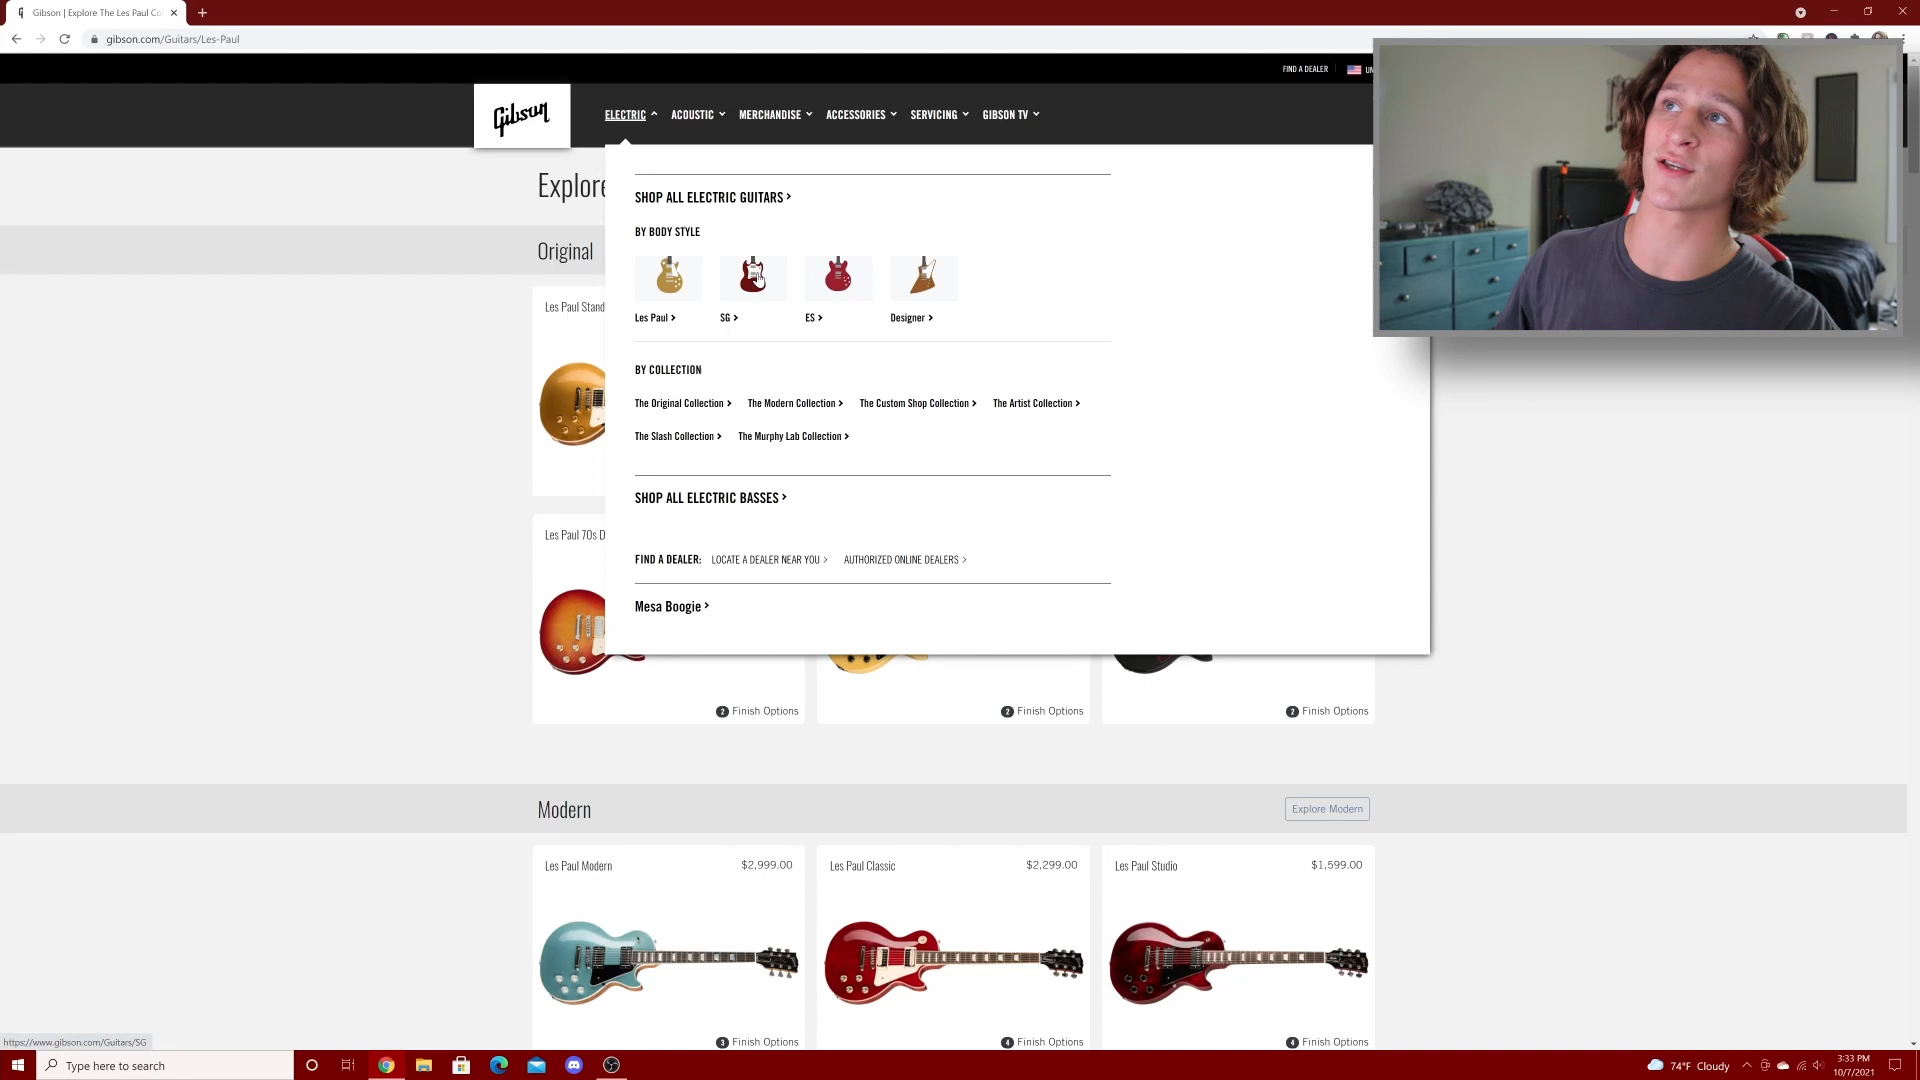 Gibson | Explore The Les Paul Co
gibson.com/Guitars/Les-Paul
FIND A DEALER
UN
Gibson
ELECTRIC ACOUSTIC MERCHANDISE ACCESSORIES SERVICING GIBSON TV
Explore
SHOP ALL ELECTRIC GUITARS
BY BODY STYLE
Original
Les Paul Stand
Les Paul SG ES Designer
BY COLLECTION
The Original Collection The Modern Collection The Custom Shop Collection The Artist Collection
The Slash Collection The Murphy Lab Collection
SHOP ALL ELECTRIC BASSES
Les Paul 70s D
FIND A DEALER: LOCATE A DEALER NEAR YOU AUTHORIZED ONLINE DEALERS
Mesa Boogie
2 Finish Options 2 Finish Options 2 Finish Options
Modern
Explore Modern
Les Paul Modern $2,999.00 Les Paul Classic $2,299.00 Les Paul Studio $1,599.00
3 Finish Options 4 Finish Options 4 Finish Options
https://www.gibson.com/Guitars/SG
Type here to search
74°F Cloudy
3:33 PM
10/7/2021